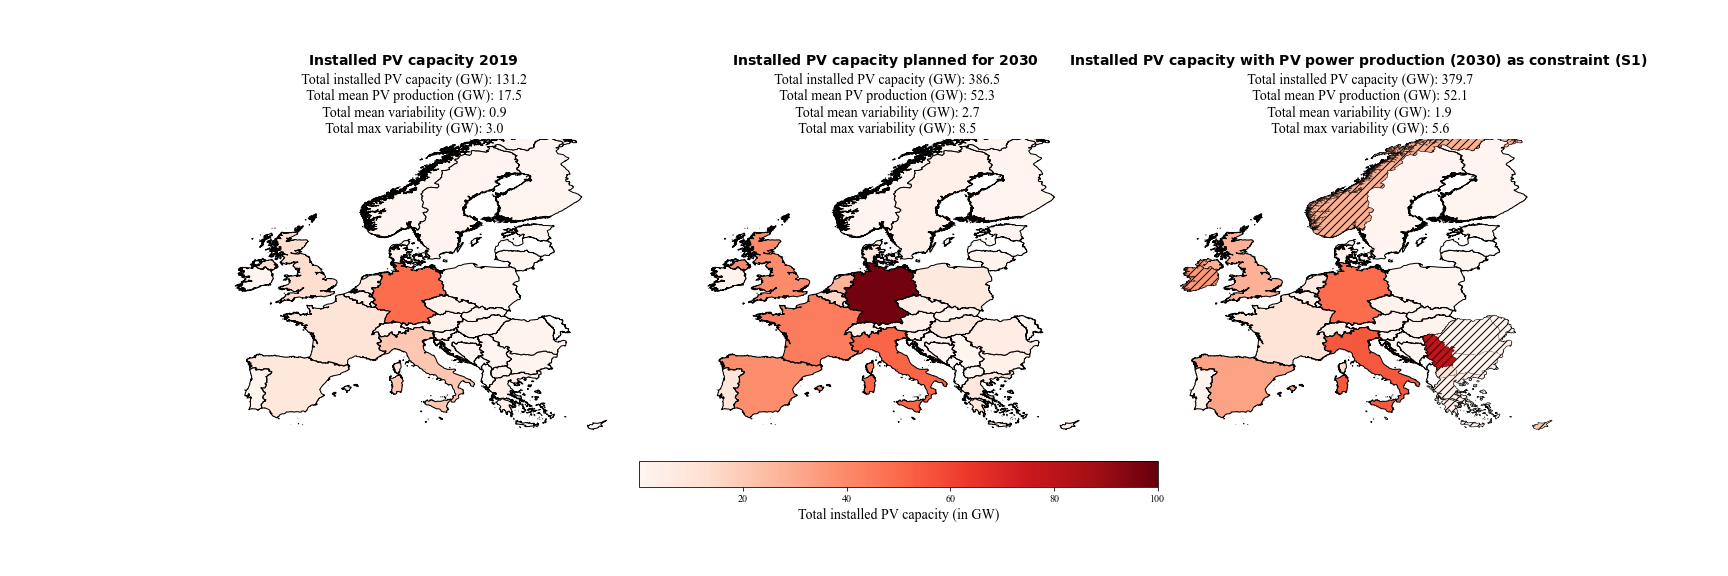 Installed PV capacity 2019
Total installed PV capacity (GW): 131.2
Total mean PV production (GW): 17.5
Total mean variability (GW): 0.9
Total max variability (GW): 3.0
Installed PV capacity planned for 2030
Total installed PV capacity (GW): 386.5
Total mean PV production (GW): 52.3
Total mean variability (GW): 2.7
Total max variability (GW): 8.5
Installed PV capacity with PV power production (2030) as constraint (S1)
Total installed PV capacity (GW): 379.7
Total mean PV production (GW): 52.1
Total mean variability (GW): 1.9
Total max variability (GW): 5.6
20 40 60 80 100
Total installed PV capacity (in GW)